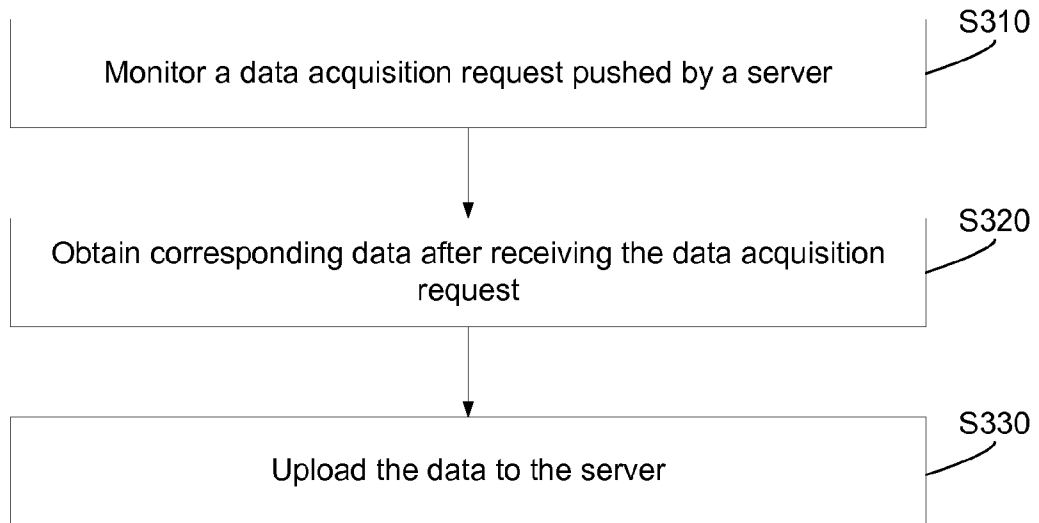 S310
Monitor a data acquisition request pushed by a server
S320
Obtain corresponding data after receiving the data acquisition
request
S330
Upload the data to the server